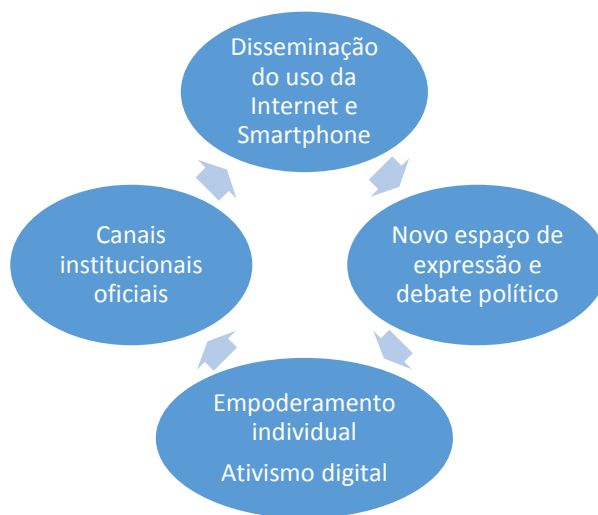 Disseminação
do uso da
Internet e
Smartphone
Novo espaço de
expressão e
debate político
Empoderamento
individual
Ativismo digital
Canais
institucionais
oficiais